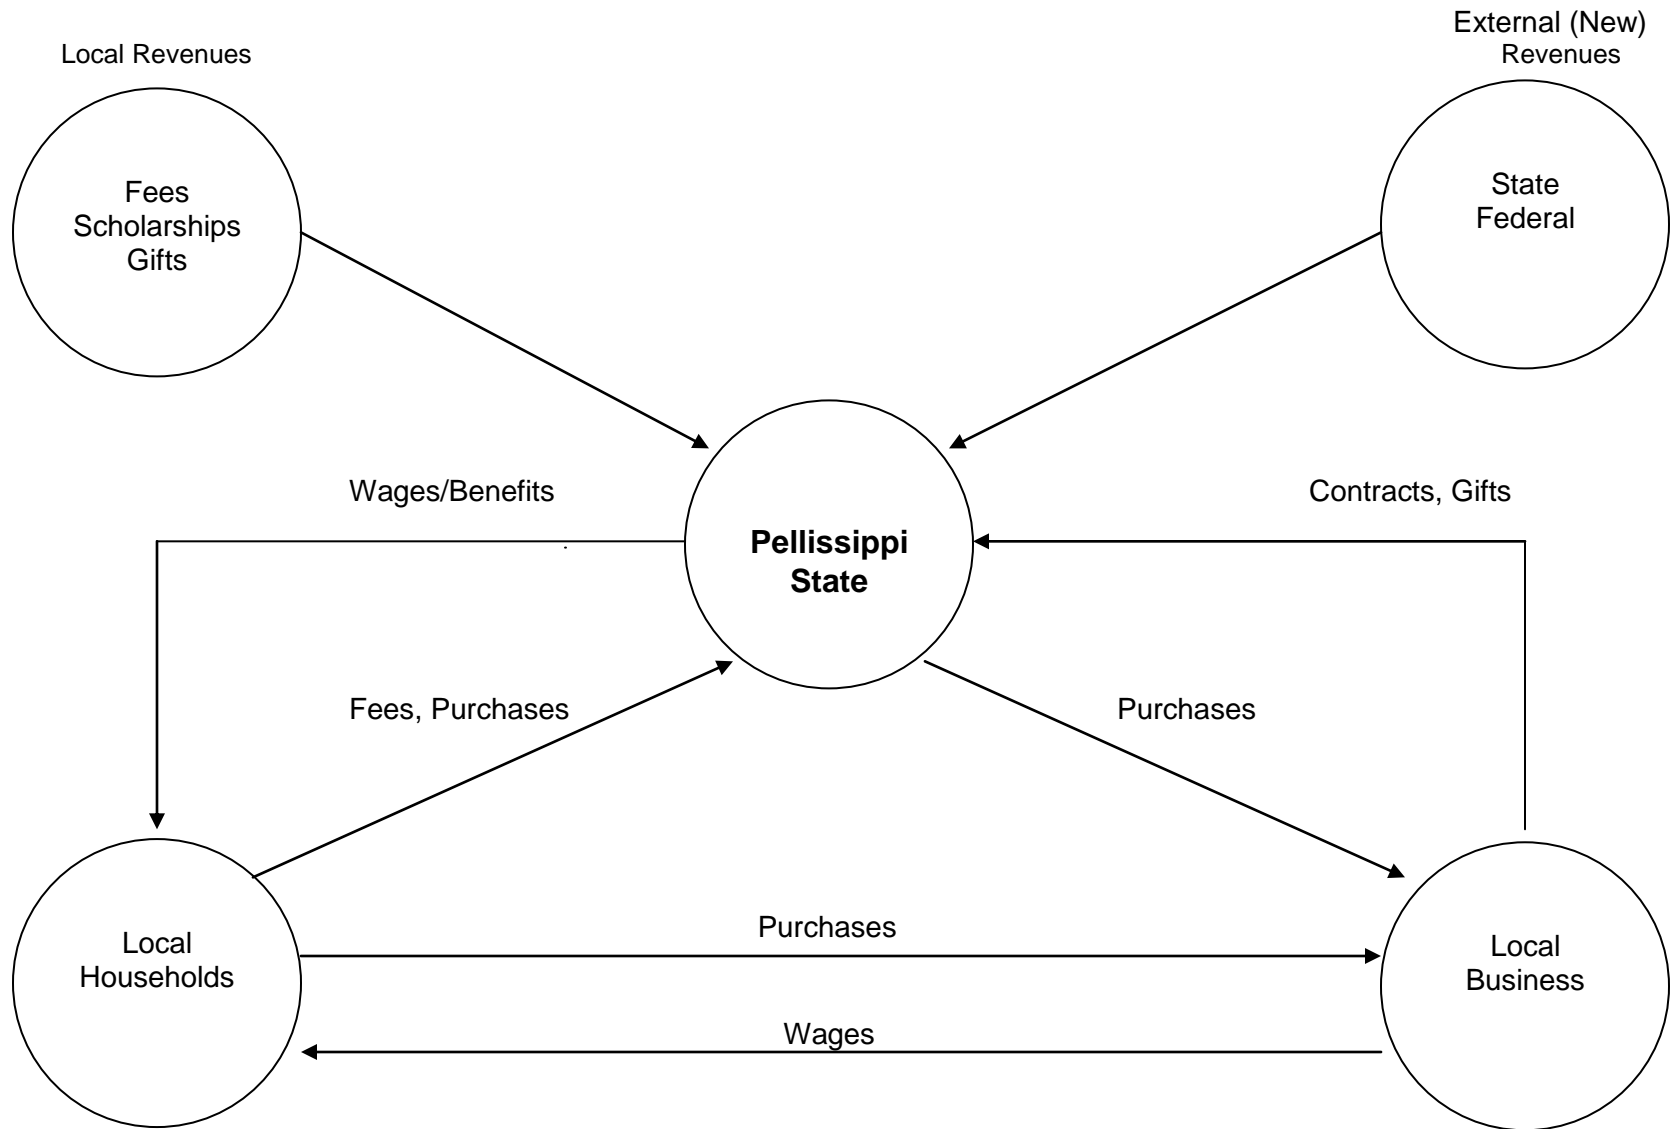 External (New)
Revenues
Local Revenues
Fees
Scholarships
Gifts
State
Federal
Wages/Benefits
Contracts, Gifts
Pellissippi
State
Fees, Purchases
Purchases
Purchases
Local
Households
Local
Business
Wages